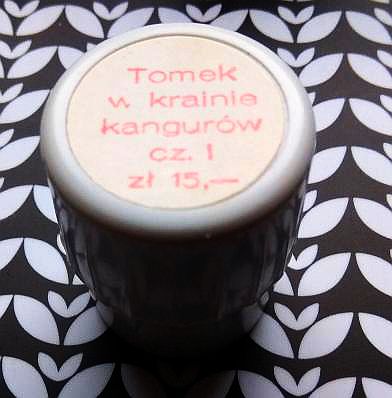 Tomek
w krainie
kangurów
cz. I
zł 15,—